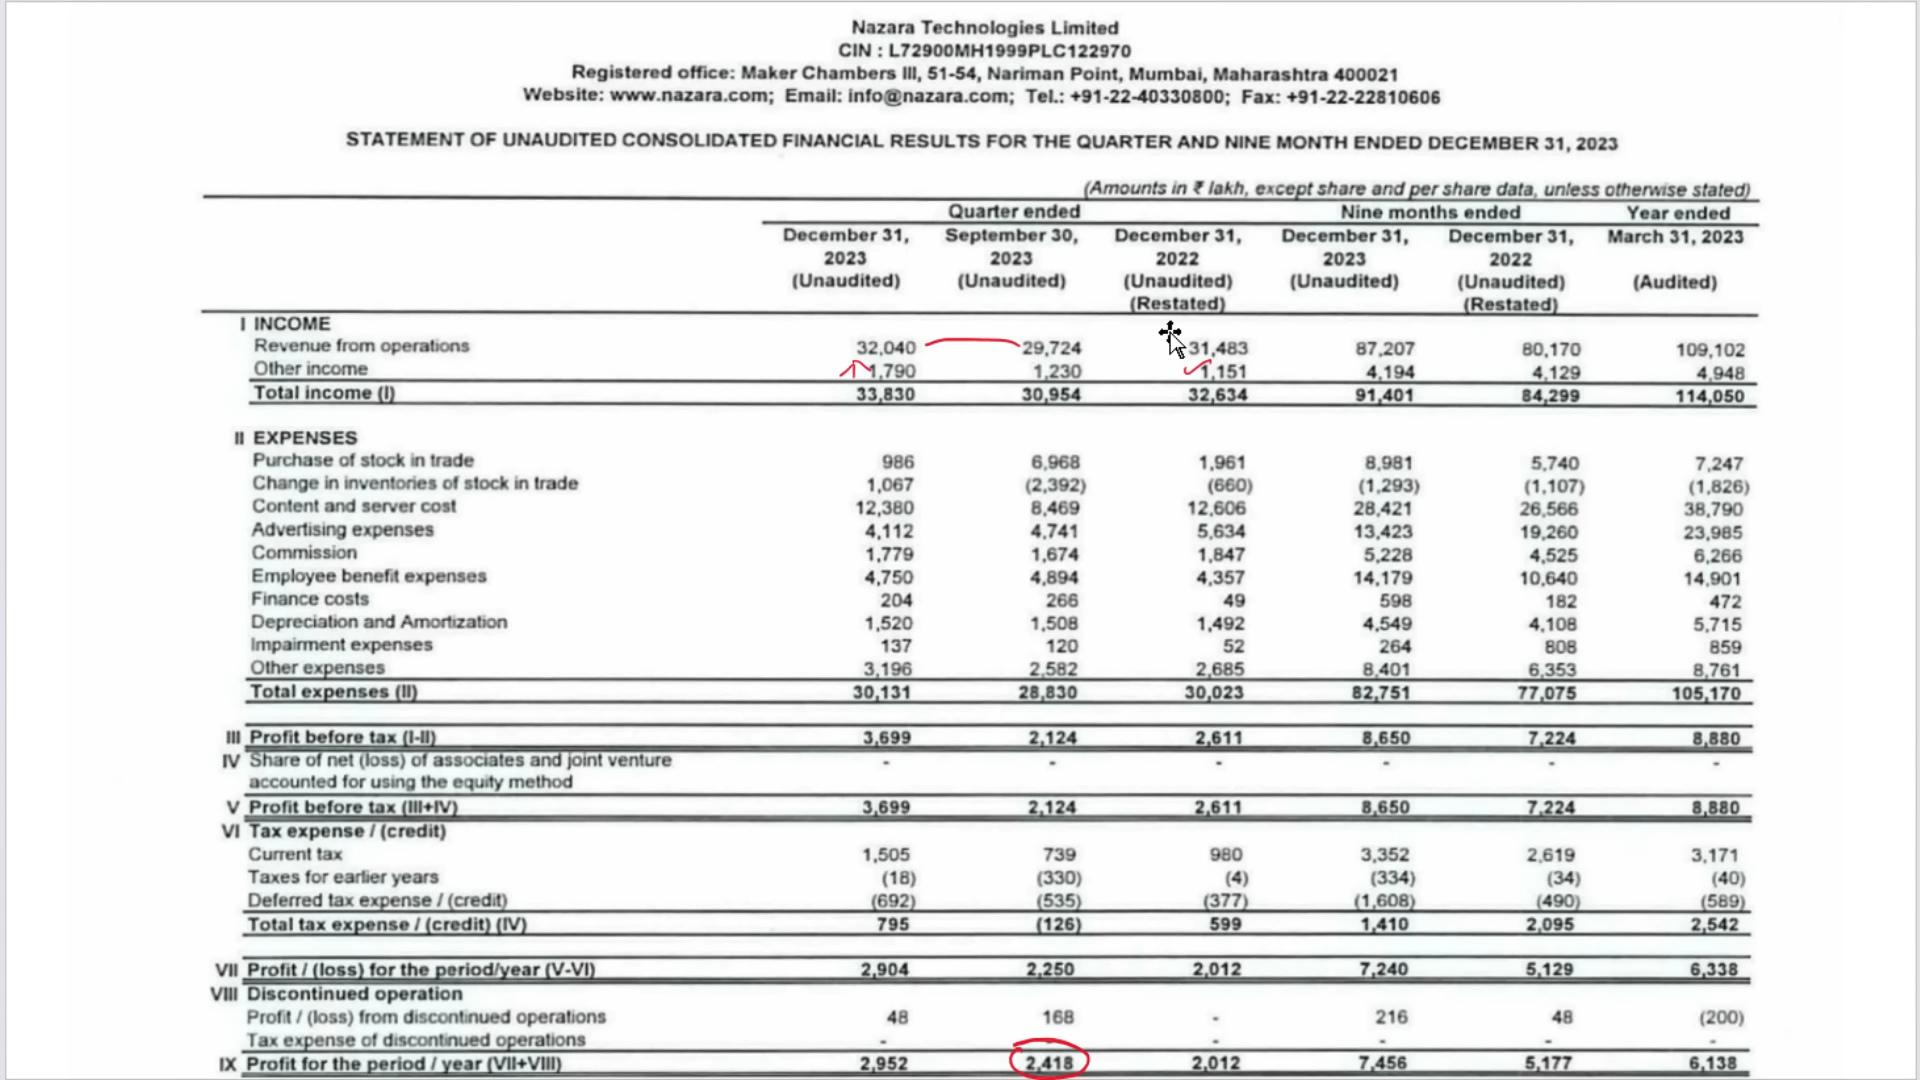 Nazara Technologies Limited
CIN : L72900MH1999PLC122970
Registered office: Maker Chambers III, 51-54, Nariman Point, Mumbai, Maharashtra 400021
Website: www.nazara.com; Email: info@nazara.com; Tel.: +91-22-40330800; Fax: +91-22-22810606
STATEMENT OF UNAUDITED CONSOLIDATED FINANCIAL RESULTS FOR THE QUARTER AND NINE MONTH ENDED DECEMBER 31, 2023
(Amounts in ₹ lakh, except share and per share data, unless otherwise stated)
Quarter ended Nine months ended Year ended
December 31, September 30, December 31, December 31, December 31, March 31, 2023
2023 2023 2022 2023 2022
(Unaudited) (Unaudited) (Unaudited) (Unaudited) (Unaudited) (Audited)
(Restated) (Restated)
I INCOME
Revenue from operations 32,040 29,724 31,483 87,207 80,170 109,102
Other income 1,790 1,230 1,151 4,194 4,129 4,948
Total income (I) 33,830 30,954 32,634 91,401 84,299 114,050
II EXPENSES
Purchase of stock in trade 986 6,968 1,961 8,981 5,740 7,247
Change in inventories of stock in trade 1,067 (2,392) (660) (1,293) (1,107) (1,826)
Content and server cost 12,380 8,469 12,606 28,421 26,566 38,790
Advertising expenses 4,112 4,741 5,634 13,423 19,260 23,985
Commission 1,779 1,674 1,847 5,228 4,525 6,266
Employee benefit expenses 4,750 4,894 4,357 14,179 10,640 14,901
Finance costs 204 266 49 598 182 472
Depreciation and Amortization 1,520 1,508 1,492 4,549 4,108 5,715
Impairment expenses 137 120 52 264 808 859
Other expenses 3,196 2,582 2,685 8,401 6,353 8,761
Total expenses (II) 30,131 28,830 30,023 82,751 77,075 105,170
III Profit before tax (I-II) 3,699 2,124 2,611 8,650 7,224 8,880
IV Share of net (loss) of associates and joint venture - - - - - -
accounted for using the equity method
V Profit before tax (III+IV) 3,699 2,124 2,611 8,650 7,224 8,880
VI Tax expense / (credit)
Current tax 1,505 739 980 3,352 2,619 3,171
Taxes for earlier years (18) (330) (4) (334) (34) (40)
Deferred tax expense / (credit) (692) (535) (377) (1,608) (490) (589)
Total tax expense / (credit) (IV) 795 (126) 599 1,410 2,095 2,542
VII Profit / (loss) for the period/year (V-VI) 2,904 2,250 2,012 7,240 5,129 6,338
VIII Discontinued operation
Profit / (loss) from discontinued operations 48 168 - 216 48 (200)
Tax expense of discontinued operations - - - - - -
IX Profit for the period / year (VII+VIII) 2,952 2,418 2,012 7,456 5,177 6,138